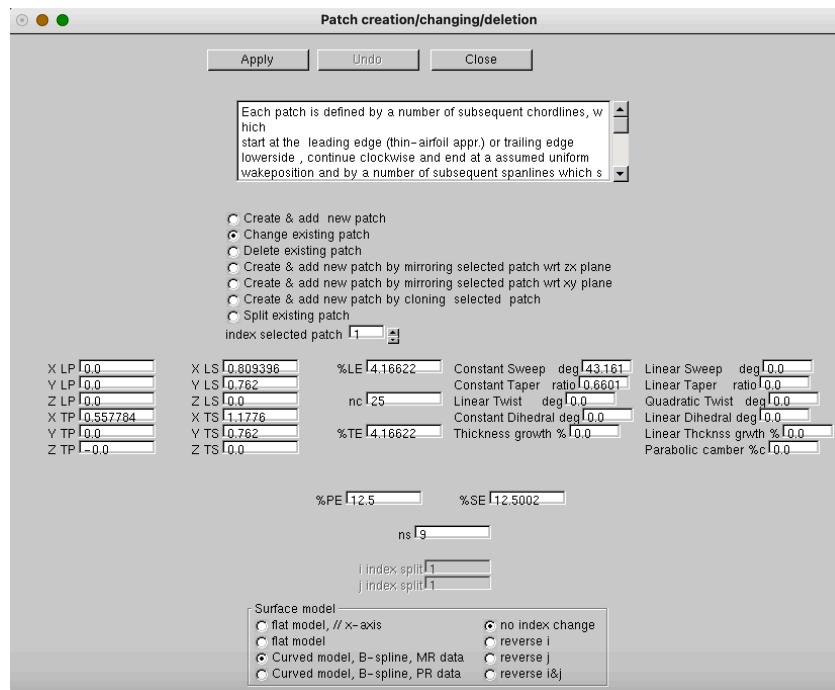 Patch creation/changing/deletion
Apply Undo Close
Each patch is defined by a number of subsequent chordlines, w
hich
start at the leading edge (thin-airfoil appr.) or trailing edge
lowerside , continue clockwise and end at a assumed uniform
wakeposition and by a number of subsequent spanlines which s
Create & add new patch
Change existing patch
Delete existing patch
Create & add new patch by mirroring selected patch wrt zx plane
Create & add new patch by mirroring selected patch wrt xy plane
Create & add new patch by cloning selected patch
Split existing patch
index selected patch 1
X LP 0.0 X LS 0.809396 %LE 4.16622 Constant Sweep deg 43.161 Linear Sweep deg 0.0
Y LP 0.0 Y LS 0.762 Constant Taper ratio 0.6601 Linear Taper ratio 0.0
Z LP 0.0 Z LS 0.0 nc 25 Linear Twist deg 0.0 Quadratic Twist deg 0.0
X TP 0.557784 X TS 1.1776 Constant Dihedral deg 0.0 Linear Dihedral deg 0.0
Y TP 0.0 Y TS 0.762 %TE 4.16622 Thickness growth % 0.0 Linear Thcknss grwth % 0.0
Z TP -0.0 Z TS 0.0 Parabolic camber %c 0.0
%PE 12.5 %SE 12.5002
ns 9
i index split 1
j index split 1
Surface model
flat model, // x-axis no index change
flat model reverse i
Curved model, B-spline, MR data reverse j
Curved model, B-spline, PR data reverse i&j